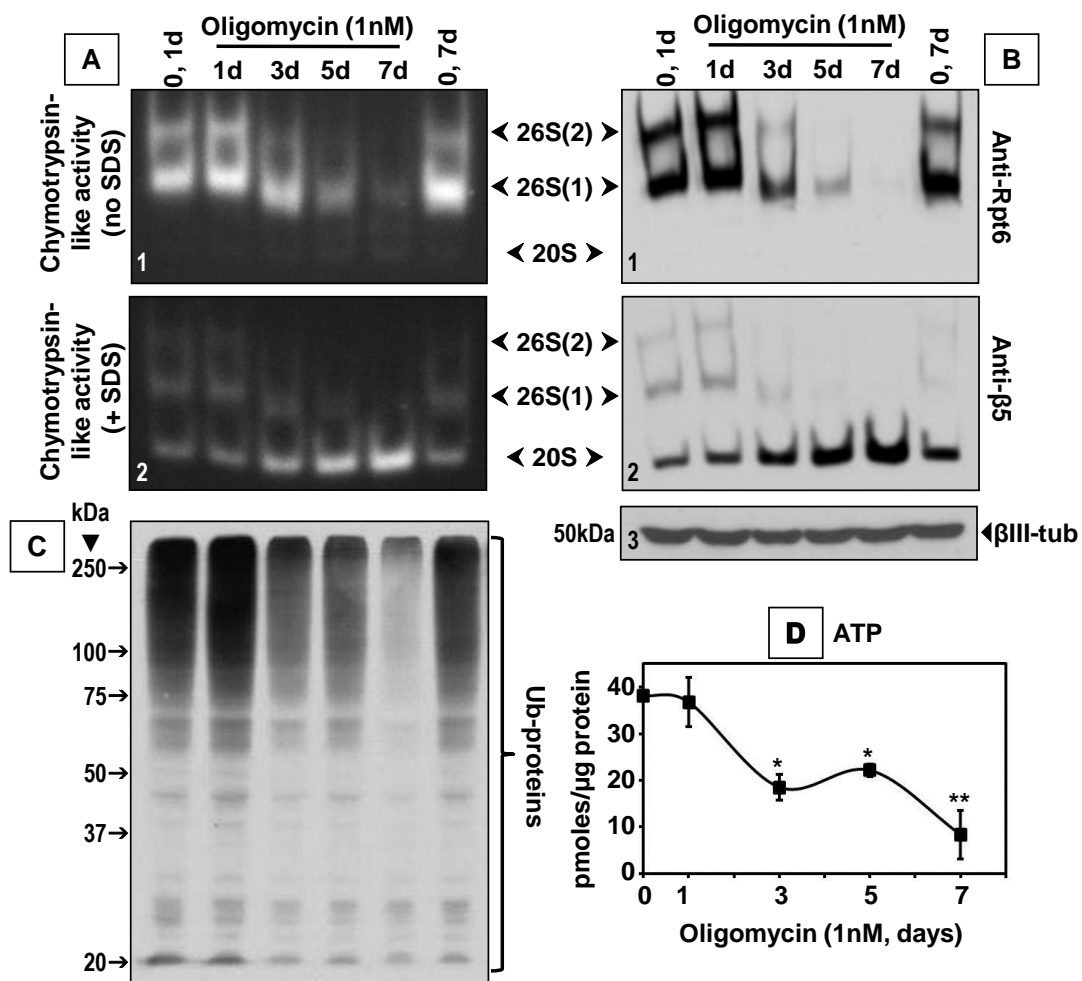 A
0, 1d
Oligomycin (1nM)
1d 3d 5d 7d
0, 7d
Chymotrypsin-
like activity
(no SDS)
1
Chymotrypsin-
like activity
(+ SDS)
2
26S(2)
26S(1)
20S
26S(2)
26S(1)
20S
B
0, 1d
Oligomycin (1nM)
1d 3d 5d 7d
0, 7d
1
Anti-Rpt6
2
Anti-β5
50kDa
3
βIII-tub
C
kDa
250
100
75
50
37
20
Ub-proteins
D ATP
pmoles/µg protein
40
30
20
10
0
*
*
**
0 1 3 5 7
Oligomycin (1nM, days)